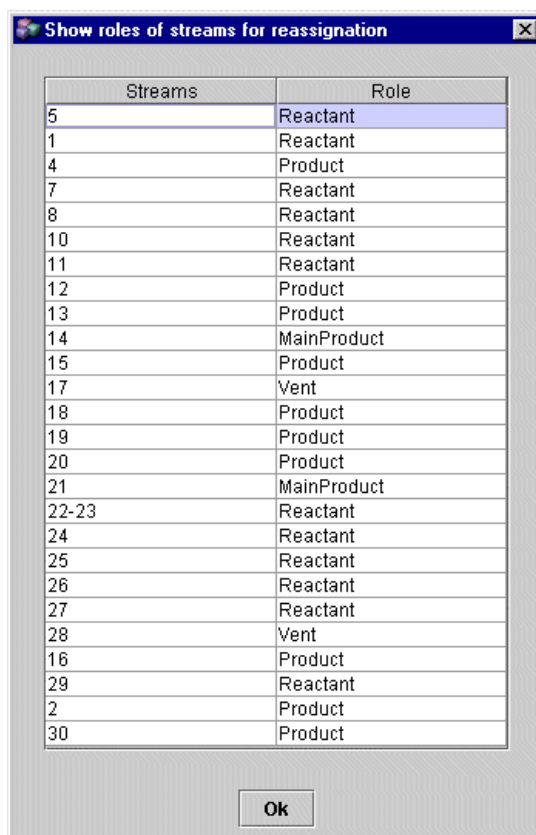 Show roles of streams for reassignation
Streams Role
5 Reactant
1 Reactant
4 Product
7 Reactant
8 Reactant
10 Reactant
11 Reactant
12 Product
13 Product
14 MainProduct
15 Product
17 Vent
18 Product
19 Product
20 Product
21 MainProduct
22-23 Reactant
24 Reactant
25 Reactant
26 Reactant
27 Reactant
28 Vent
16 Product
29 Reactant
2 Product
30 Product
Ok